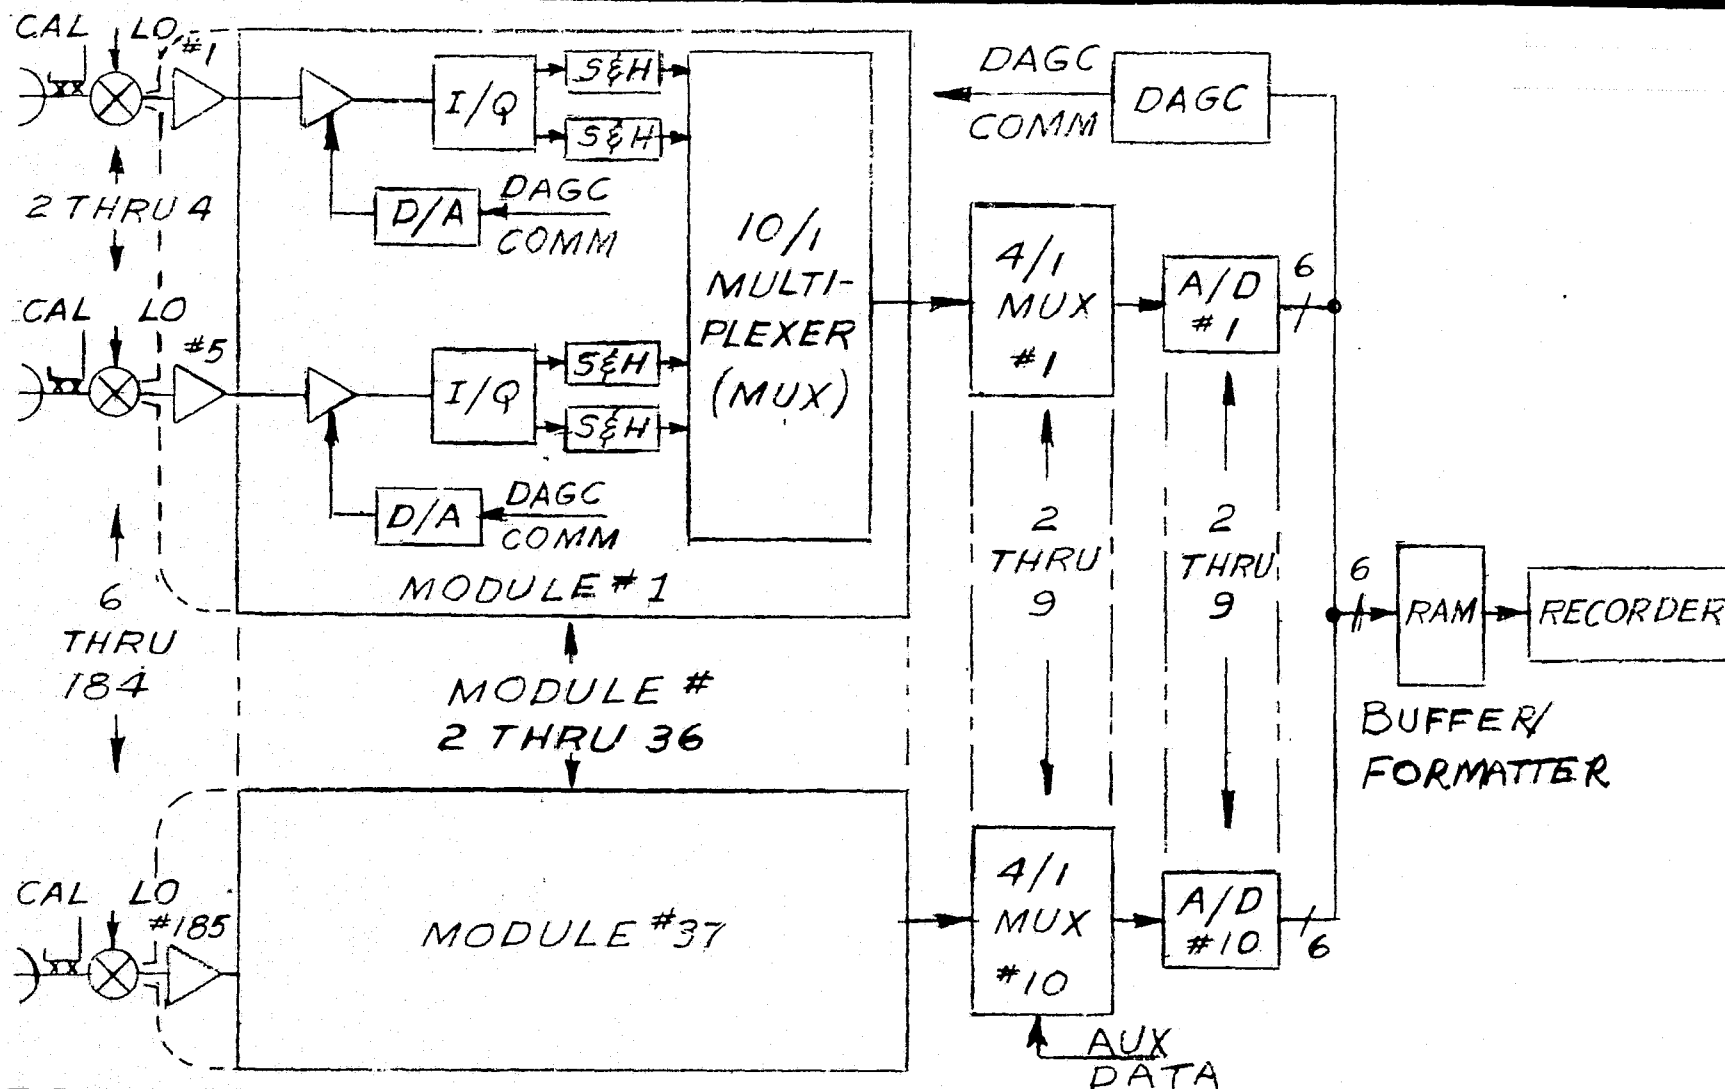 CAL LO #1
2 THRU 4
CAL LO #5
6
THRU
184
CAL LO #185
I/Q
S&H
S&H
D/A
DAGC
COMM
I/Q
S&H
S&H
D/A
DAGC
COMM
10/1
MULTI-
PLEXER
(MUX)
MODULE #1
MODULE #
2 THRU 36
MODULE #37
DAGC
COMM
DAGC
4/1
MUX
#1
A/D
#1
6
2
THRU
9
2
THRU
9
4/1
MUX
#10
A/D
#10
6
AUX
DATA
6
RAM
RECORDER
BUFFER/
FORMATTER